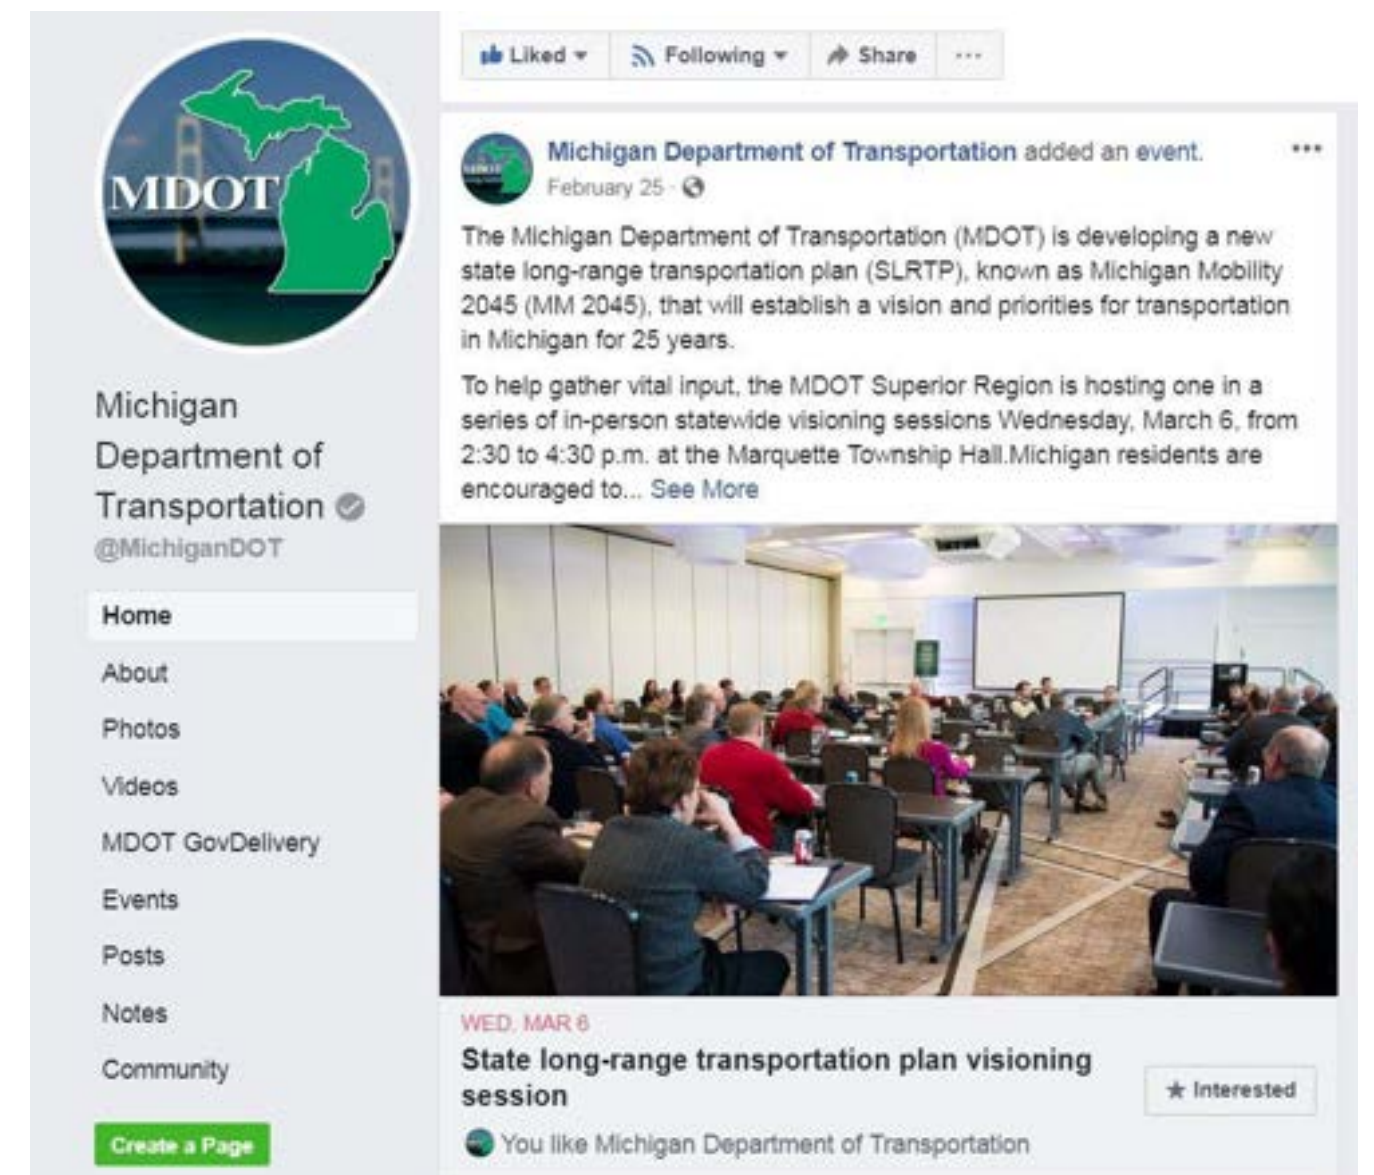 MDOT
Michigan
Department of
Transportation
@MichiganDOT
Home
About
Photos
Videos
MDOT GovDelivery
Events
Posts
Notes
Community
Create a Page
Liked
Following
Share
Michigan Department of Transportation added an event.
February 25
The Michigan Department of Transportation (MDOT) is developing a new
state long-range transportation plan (SLRTP), known as Michigan Mobility
2045 (MM 2045), that will establish a vision and priorities for transportation
in Michigan for 25 years.
To help gather vital input, the MDOT Superior Region is hosting one in a
series of in-person statewide visioning sessions Wednesday, March 6, from
2:30 to 4:30 p.m. at the Marquette Township Hall.Michigan residents are
encouraged to... See More
WED, MAR 6
State long-range transportation plan visioning
session
Interested
You like Michigan Department of Transportation